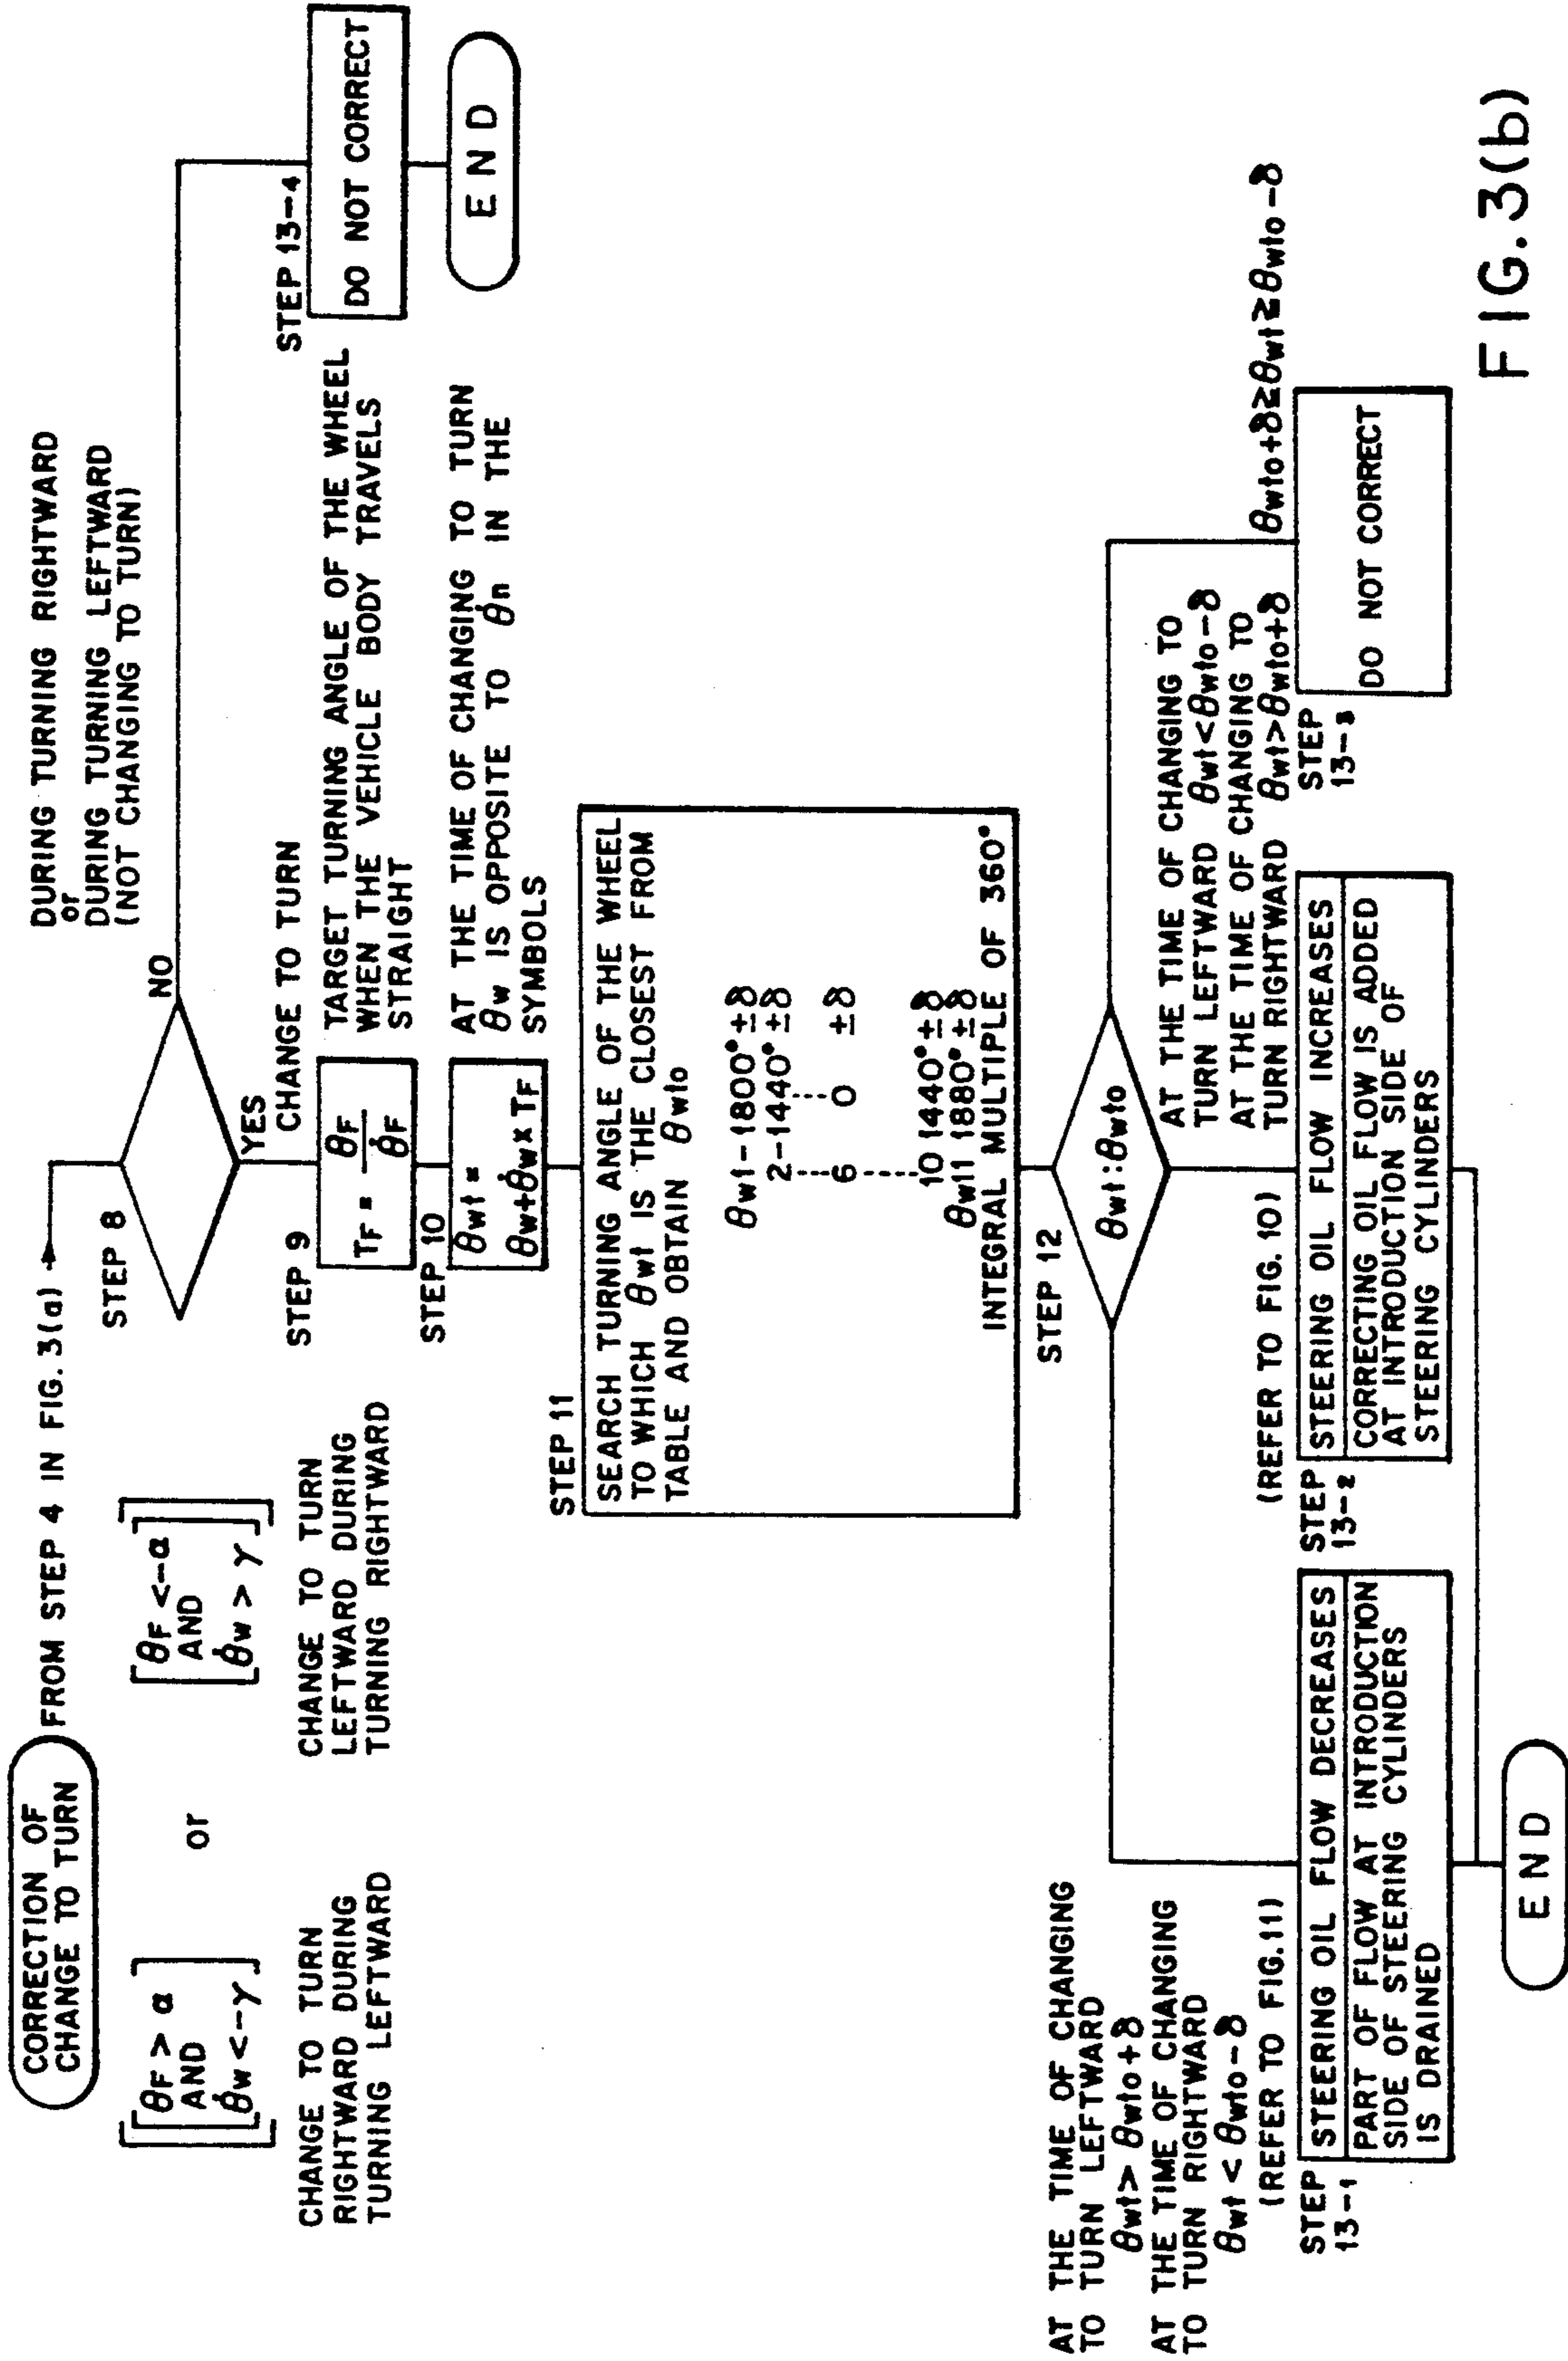 CORRECTION OF
CHANGE TO TURN
FROM STEP 4 IN FIG. 3(a)
[[θF > α
AND
θ̇w < -γ]
or
[θF < -α
AND
θ̇w > γ]]
CHANGE TO TURN
RIGHTWARD DURING
TURNING LEFTWARD
CHANGE TO TURN
LEFTWARD DURING
TURNING RIGHTWARD
STEP 8
NO
DURING TURNING RIGHTWARD
or
DURING TURNING LEFTWARD
(NOT CHANGING TO TURN)
YES
CHANGE TO TURN
STEP 13-4
DO NOT CORRECT
END
STEP 9
TF = θF / θ̇F
TARGET TURNING ANGLE OF THE WHEEL
WHEN THE VEHICLE BODY TRAVELS
STRAIGHT
STEP 10
θwt =
θw+θ̇w × TF
AT THE TIME OF CHANGING TO TURN
θw IS OPPOSITE TO θ̇n IN THE
SYMBOLS
STEP 11
SEARCH TURNING ANGLE OF THE WHEEL
TO WHICH θwt IS THE CLOSEST FROM
TABLE AND OBTAIN θwto
θw1-1800°±δ
2-1440°±δ
6 0 ±δ
10 1440°±δ
θw11 1880°±δ
INTEGRAL MULTIPLE OF 360°
STEP 12
θwt:θwto
AT THE TIME OF CHANGING
TO TURN LEFTWARD
θwt> θwto+δ
AT THE TIME OF CHANGING
TO TURN RIGHTWARD
θwt < θwto-δ
(REFER TO FIG.11)
STEP
13-1
STEERING OIL FLOW DECREASES
PART OF FLOW AT INTRODUCTION
SIDE OF STEERING CYLINDERS
IS DRAINED
(REFER TO FIG. 10)
AT THE TIME OF CHANGING TO
TURN LEFTWARD θwt<θwto-δ
AT THE TIME OF CHANGING TO
TURN RIGHTWARD θwt>θwto+δ
STEP
13-2
STEERING OIL FLOW INCREASES
CORRECTING OIL FLOW IS ADDED
AT INTRODUCTION SIDE OF
STEERING CYLINDERS
θwto+δ≥θwt≥θwto-δ
STEP
13-3
DO NOT CORRECT
END
FIG.3(b)